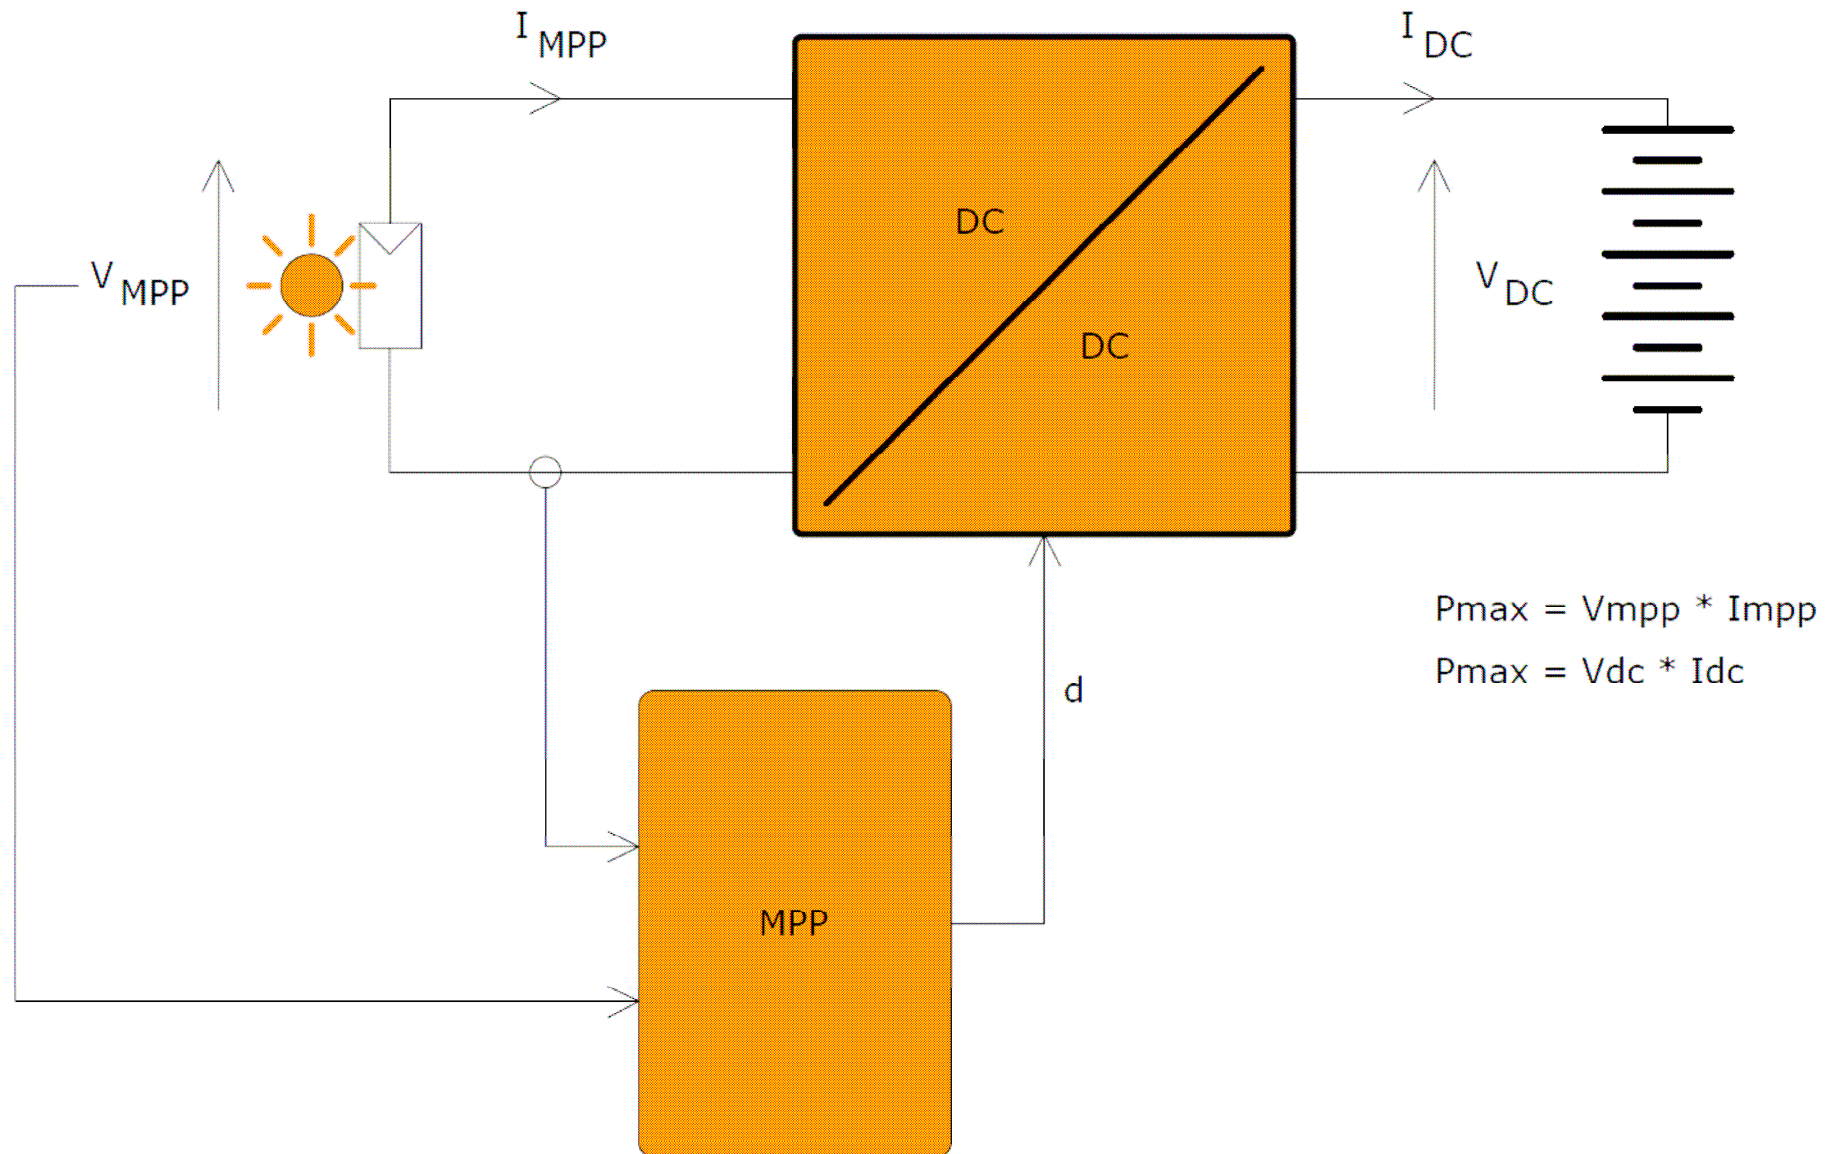 I MPP
I DC
DC
V MPP
V DC
DC
Pmax = Vmpp * Impp
Pmax = Vdc * Idc
d
MPP